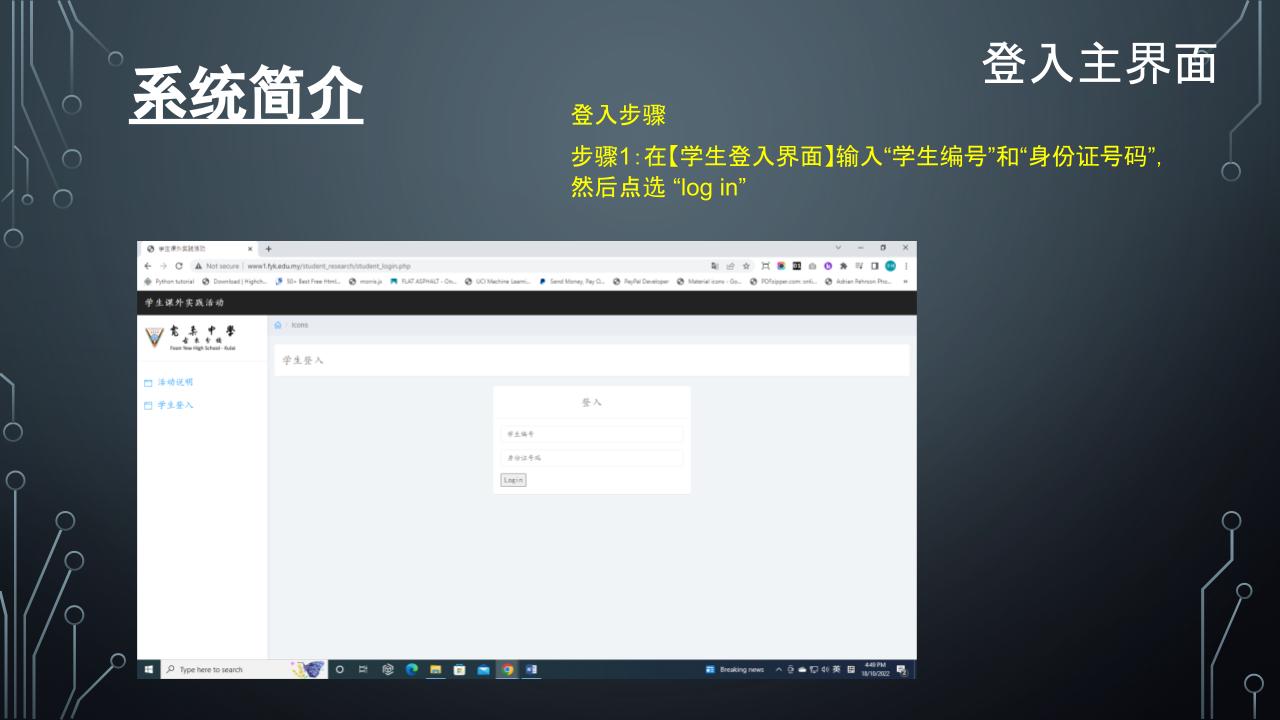 系统简介
登入主界面
登入步骤
步骤1：在【学生登入界面】输入“学生编号”和“身份证号码”，
然后点选 “log in”
学生课外实践活动
Not secure | www1.fyk.edu.my/student_research/student_login.php
Python tutorial
Download | Highch...
50+ Best Free Html...
morris.js
FLAT ASPHALT - On...
UCI Machine Learni...
Send Money, Pay O...
PayPal Developer
Material icons - Go...
PDFzipper.com: onli...
Adrian Rehrson Pho...
学生课外实践活动
寬柔中學
古来分校
Foon Yew High School - Kulai
/ Icons
活动说明
学生登入
学生登入
登入
学生编号
身份证号码
Login
Type here to search
Breaking news
英
4:49 PM
18/10/2022